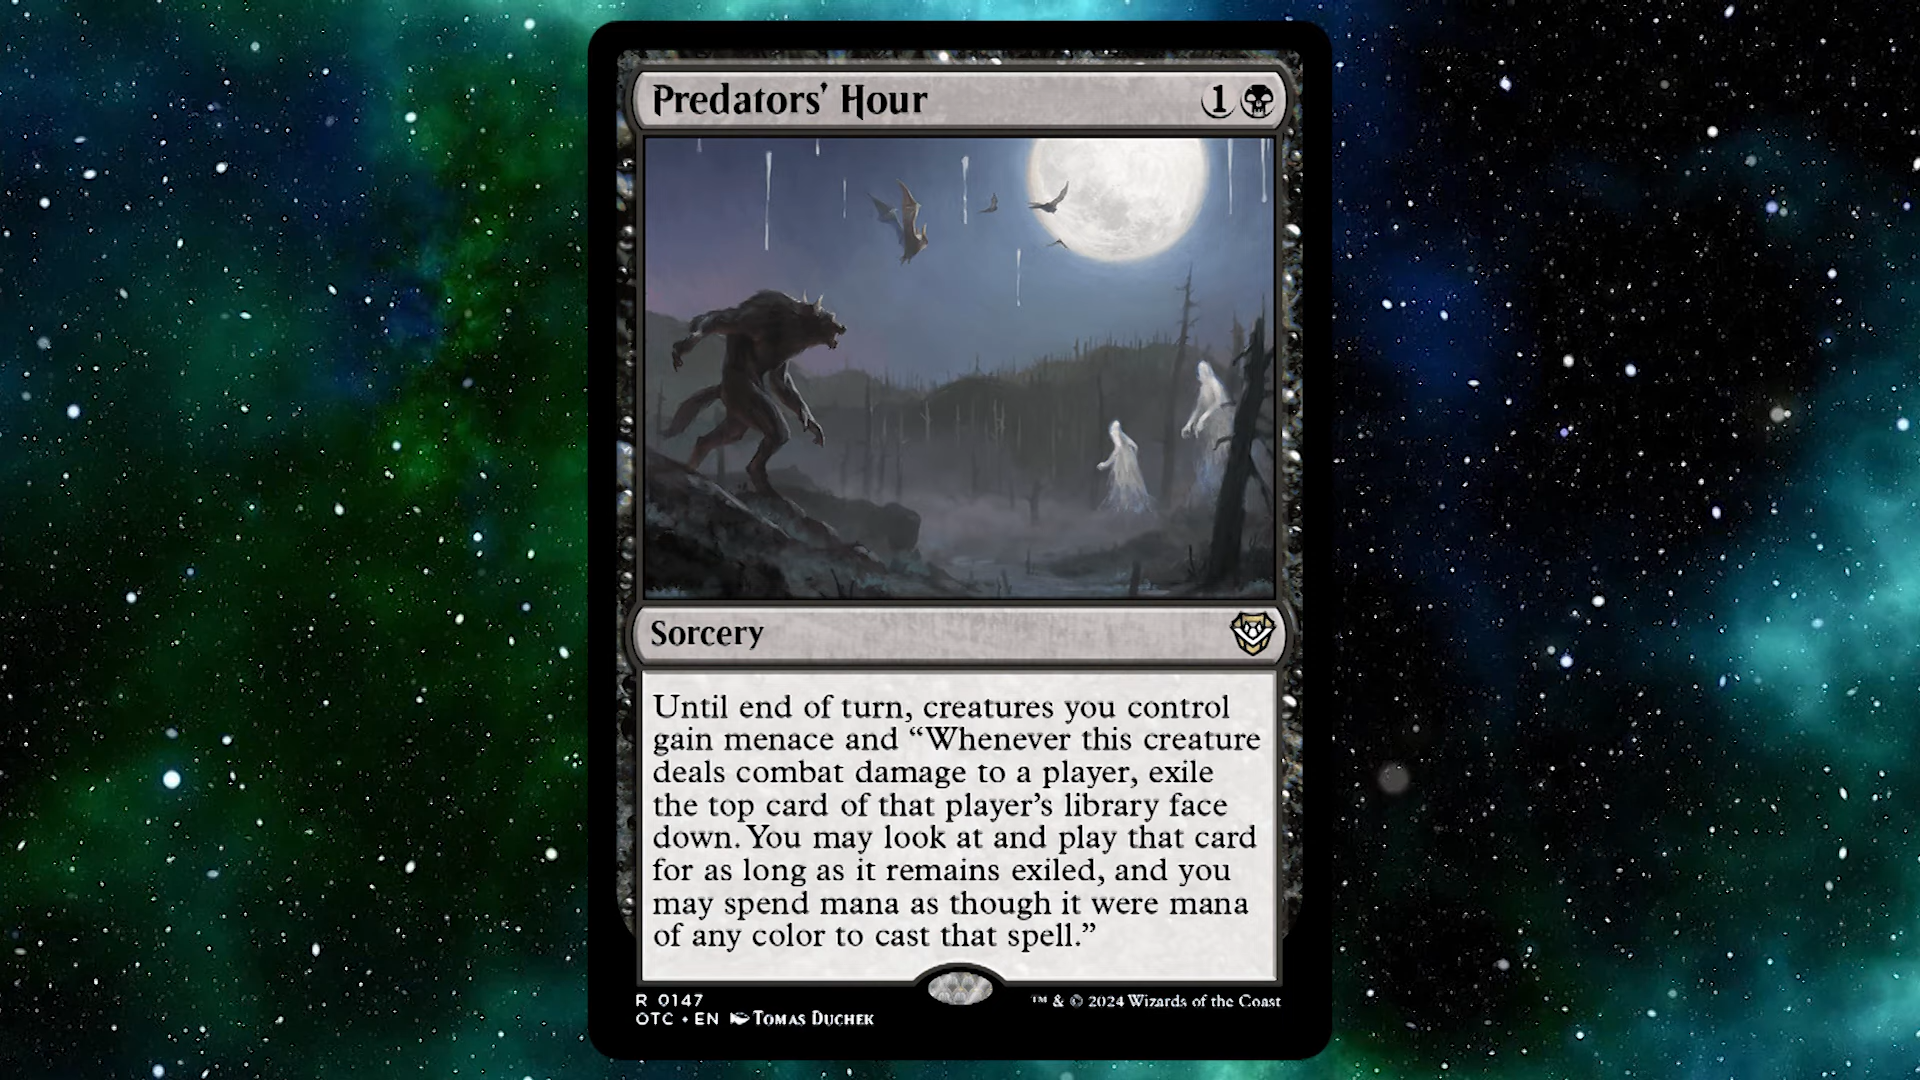 Predators' Hour
1
Sorcery
Until end of turn, creatures you control
gain menace and “Whenever this creature
deals combat damage to a player, exile
the top card of that player's library face
down. You may look at and play that card
for as long as it remains exiled, and you
may spend mana as though it were mana
of any color to cast that spell.”
R 0147
OTC • EN Tomas Duchek
™ & © 2024 Wizards of the Coast